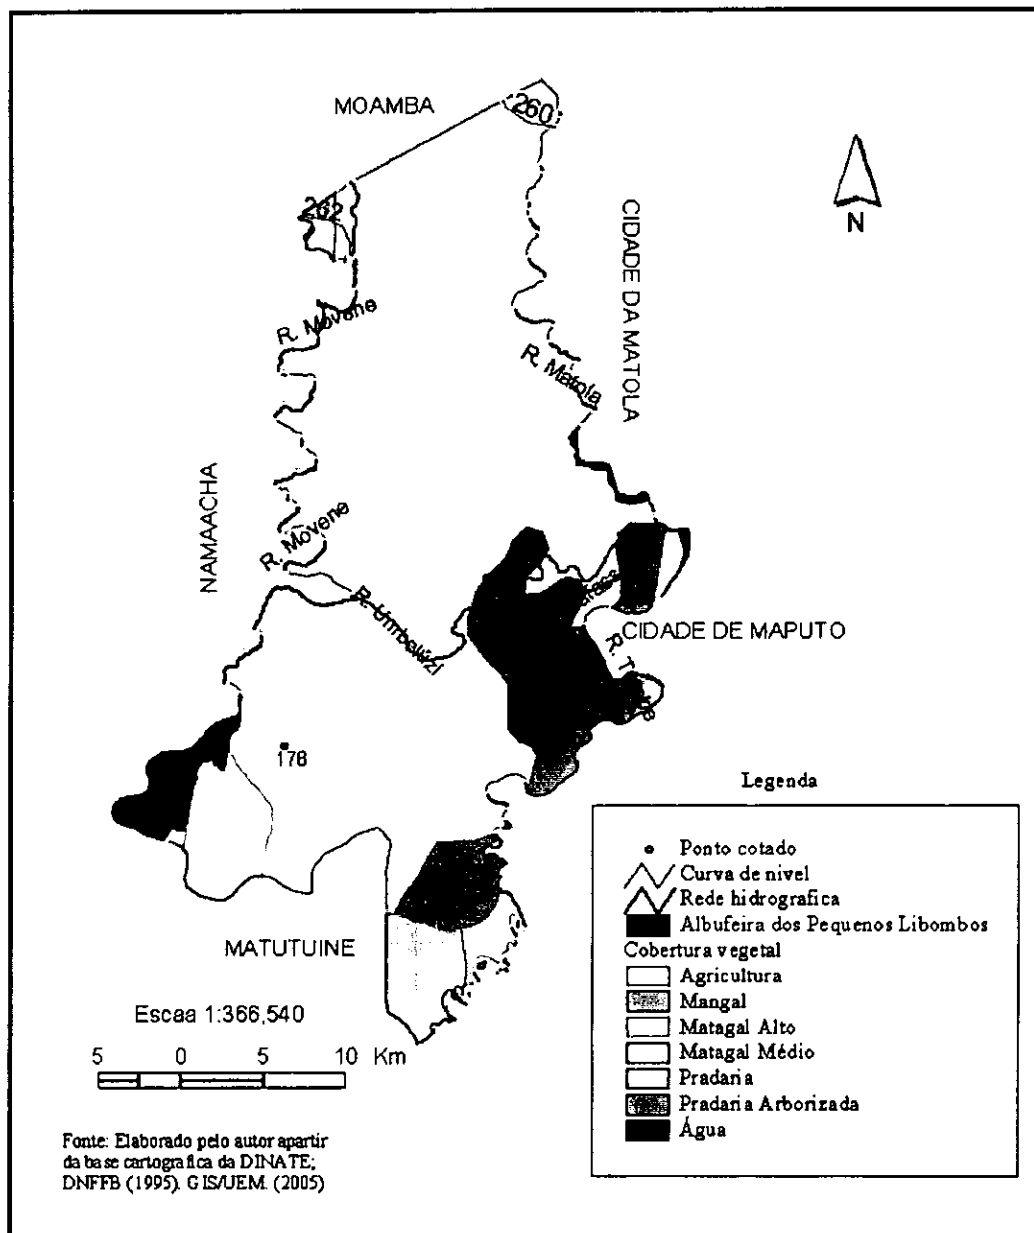 MOAMBA
260
262
N
CIDADE DA MATOLA
R. Movene
R. Matola
NAMAACHA
R. Movene
R. Umbeluzi
CIDADE DE MAPUTO
R. T
178
MATUTUINE
Escaa 1:366,540
5 0 5 10 Km
Fonte: Elaborado pelo autor apartir
da base cartografica da DINATE;
DNFFB (1995). GIS/UEM. (2005)
Legenda
Ponto cotado
Curva de nivel
Rede hidrografica
Albufeira dos Pequenos Libombos
Cobertura vegetal
Agricultura
Mangal
Matagal Alto
Matagal Médio
Pradaria
Pradaria Arborizada
Água